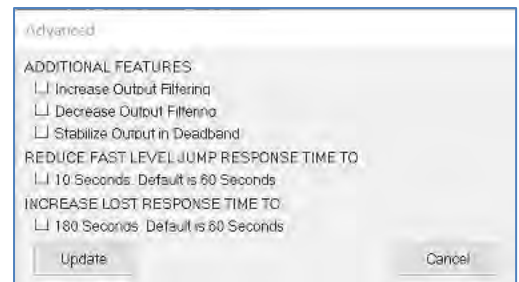 Advanced
ADDITIONAL FEATURES
Increase Output Filtering
Decrease Output Filtering
Stabilize Output in Deadband
REDUCE FAST LEVEL JUMP RESPONSE TIME TO
10 Seconds. Default is 60 Seconds
INCREASE LOST RESPONSE TIME TO
180 Seconds. Default is 60 Seconds
Update Cancel